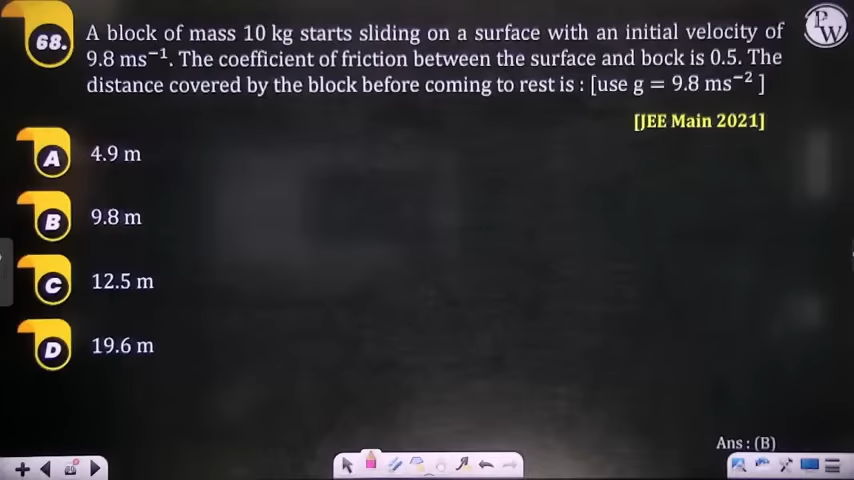 68.
A block of mass 10 kg starts sliding on a surface with an initial velocity of
9.8 ms⁻¹. The coefficient of friction between the surface and bock is 0.5. The
distance covered by the block before coming to rest is : [use g = 9.8 ms⁻² ]
[JEE Main 2021]
A 4.9 m
B 9.8 m
C 12.5 m
D 19.6 m
Ans : (B)
P
W